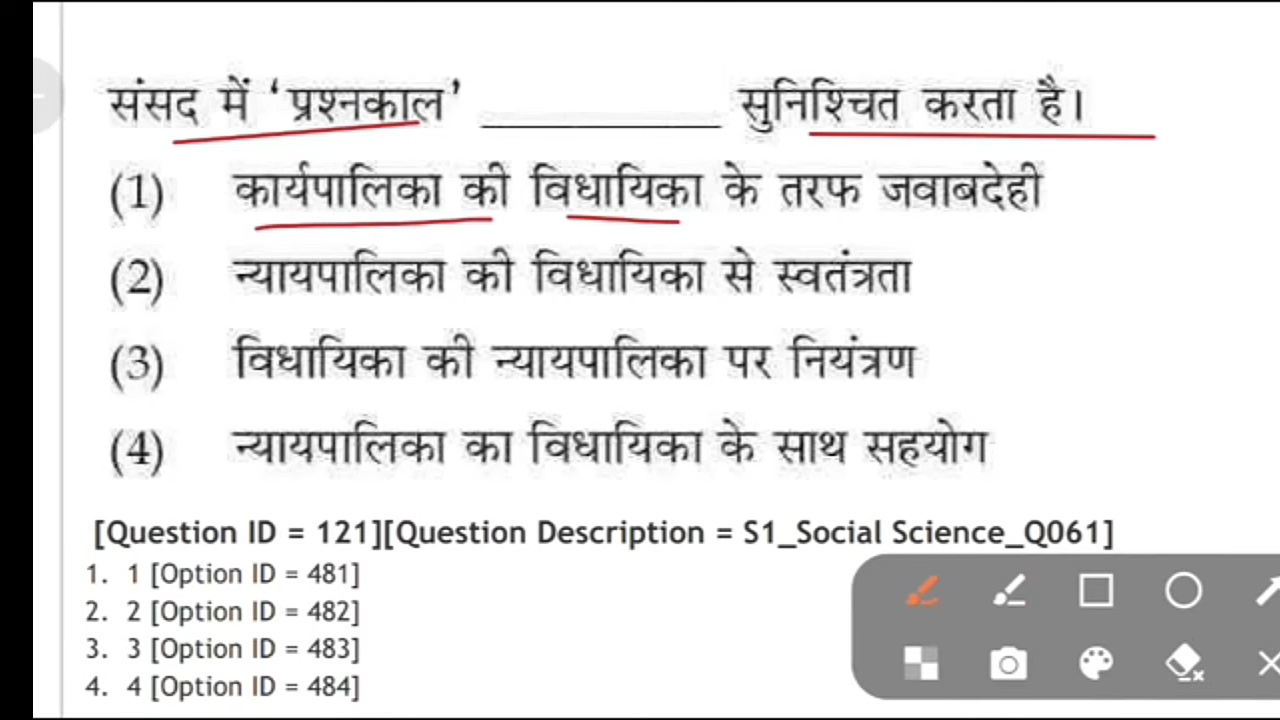 संसद में ‘प्रश्नकाल’ __________ सुनिश्चित करता है।
(1) कार्यपालिका की विधायिका के तरफ जवाबदेही
(2) न्यायपालिका की विधायिका से स्वतंत्रता
(3) विधायिका की न्यायपालिका पर नियंत्रण
(4) न्यायपालिका का विधायिका के साथ सहयोग
[Question ID = 121][Question Description = S1_Social Science_Q061]
1. 1 [Option ID = 481]
2. 2 [Option ID = 482]
3. 3 [Option ID = 483]
4. 4 [Option ID = 484]